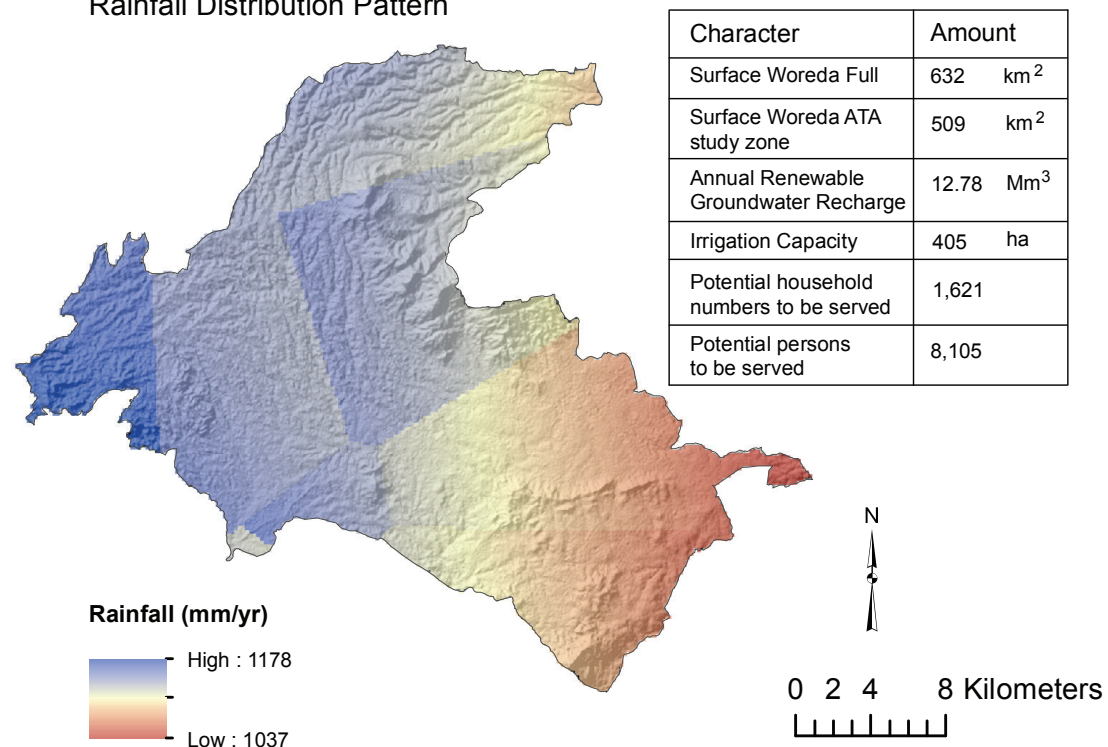 Rainfall Distribution Pattern
Character Amount
Surface Woreda Full 632 km2
Surface Woreda ATA
study zone 509 km2
Annual Renewable
Groundwater Recharge 12.78 Mm3
Irrigation Capacity 405 ha
Potential household
numbers to be served 1,621
Potential persons
to be served 8,105
N
Rainfall (mm/yr)
High : 1178
Low : 1037
0 2 4 8 Kilometers